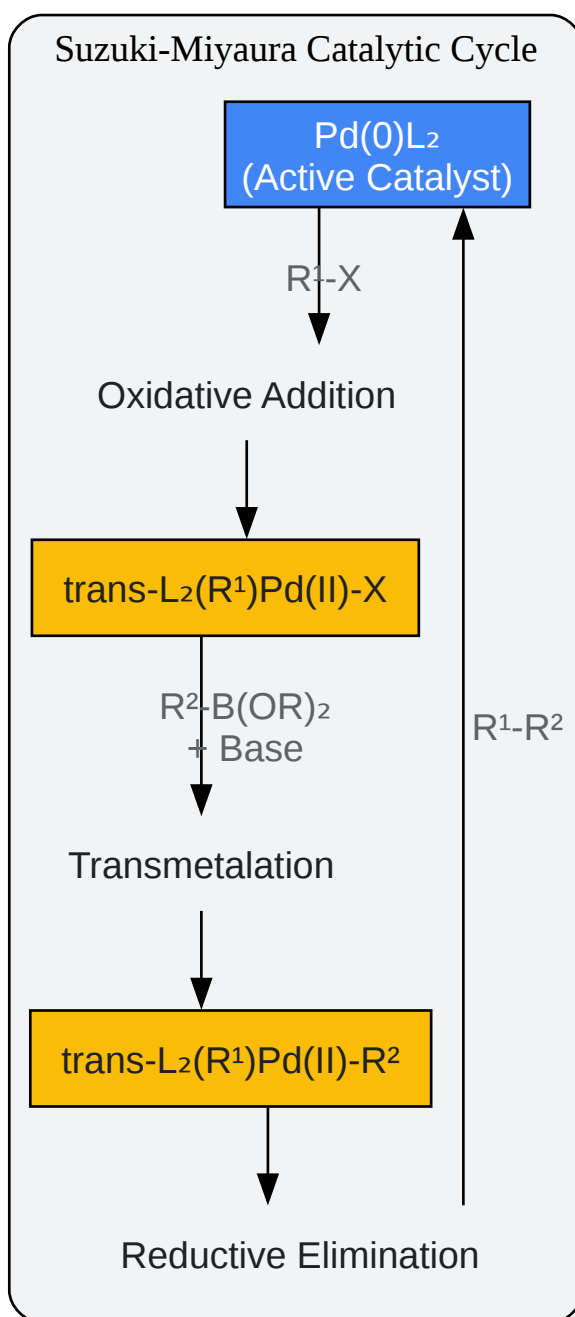 Suzuki-Miyaura Catalytic Cycle
Pd(0)L₂
(Active Catalyst)
R¹-X
Oxidative Addition
trans-L₂(R¹)Pd(II)-X
R²-B(OR)₂
+ Base
R¹-R²
Transmetalation
trans-L₂(R¹)Pd(II)-R²
Reductive Elimination